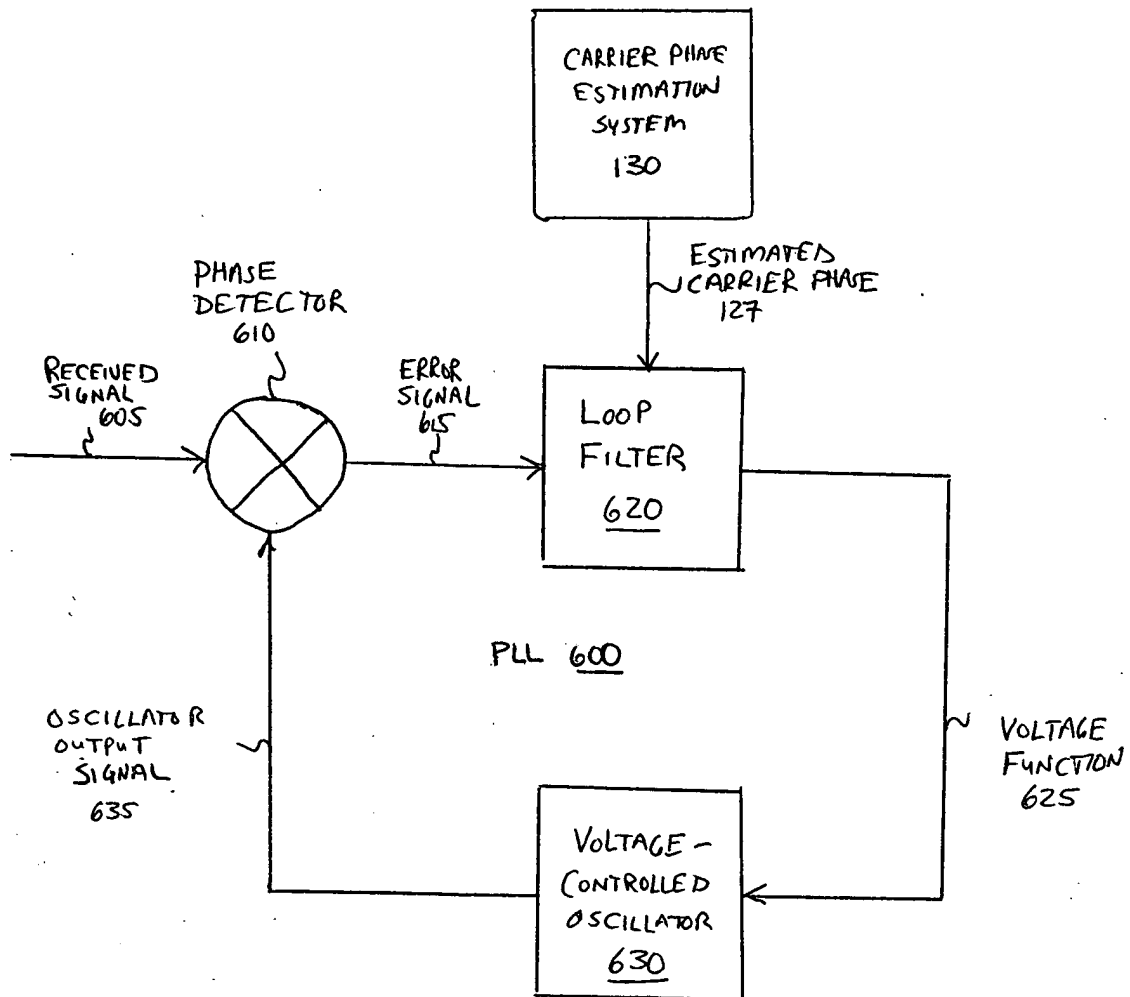 CARRIER PHASE
ESTIMATION
SYSTEM
130
ESTIMATED
CARRIER PHASE
127
PHASE
DETECTOR
610
RECEIVED
SIGNAL
605
ERROR
SIGNAL
615
LOOP
FILTER
620
PLL 600
OSCILLATOR
OUTPUT
SIGNAL
635
VOLTAGE
FUNCTION
625
VOLTAGE-
CONTROLLED
OSCILLATOR
630